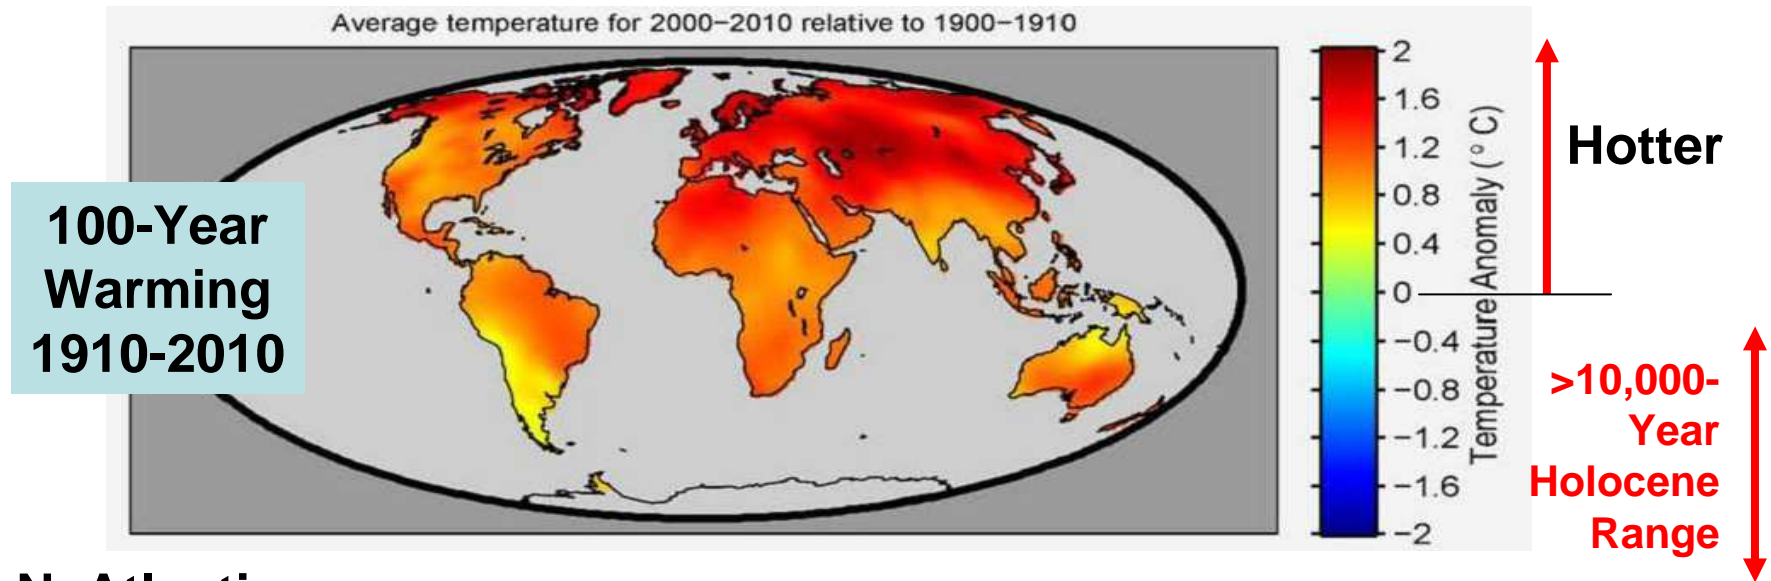 Average temperature for 2000−2010 relative to 1900−1910
100-Year
Warming
1910-2010
2
1.6
1.2
0.8
0.4
0
−0.4
−0.8
−1.2
−1.6
−2
Temperature Anomaly (° C)
Hotter
>10,000-
Year
Holocene
Range